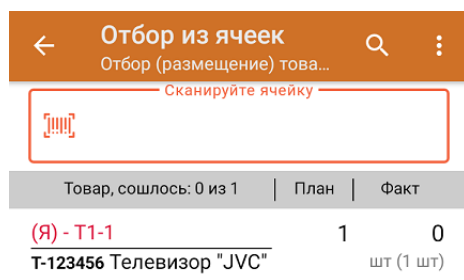 Отбор из ячеек
Отбор (размещение) това...
Сканируйте ячейку
Товар, сошлось: 0 из 1 | План | Факт
(Я) - Т1-1 1 0
Т-123456 Телевизор "JVC" шт (1 шт)